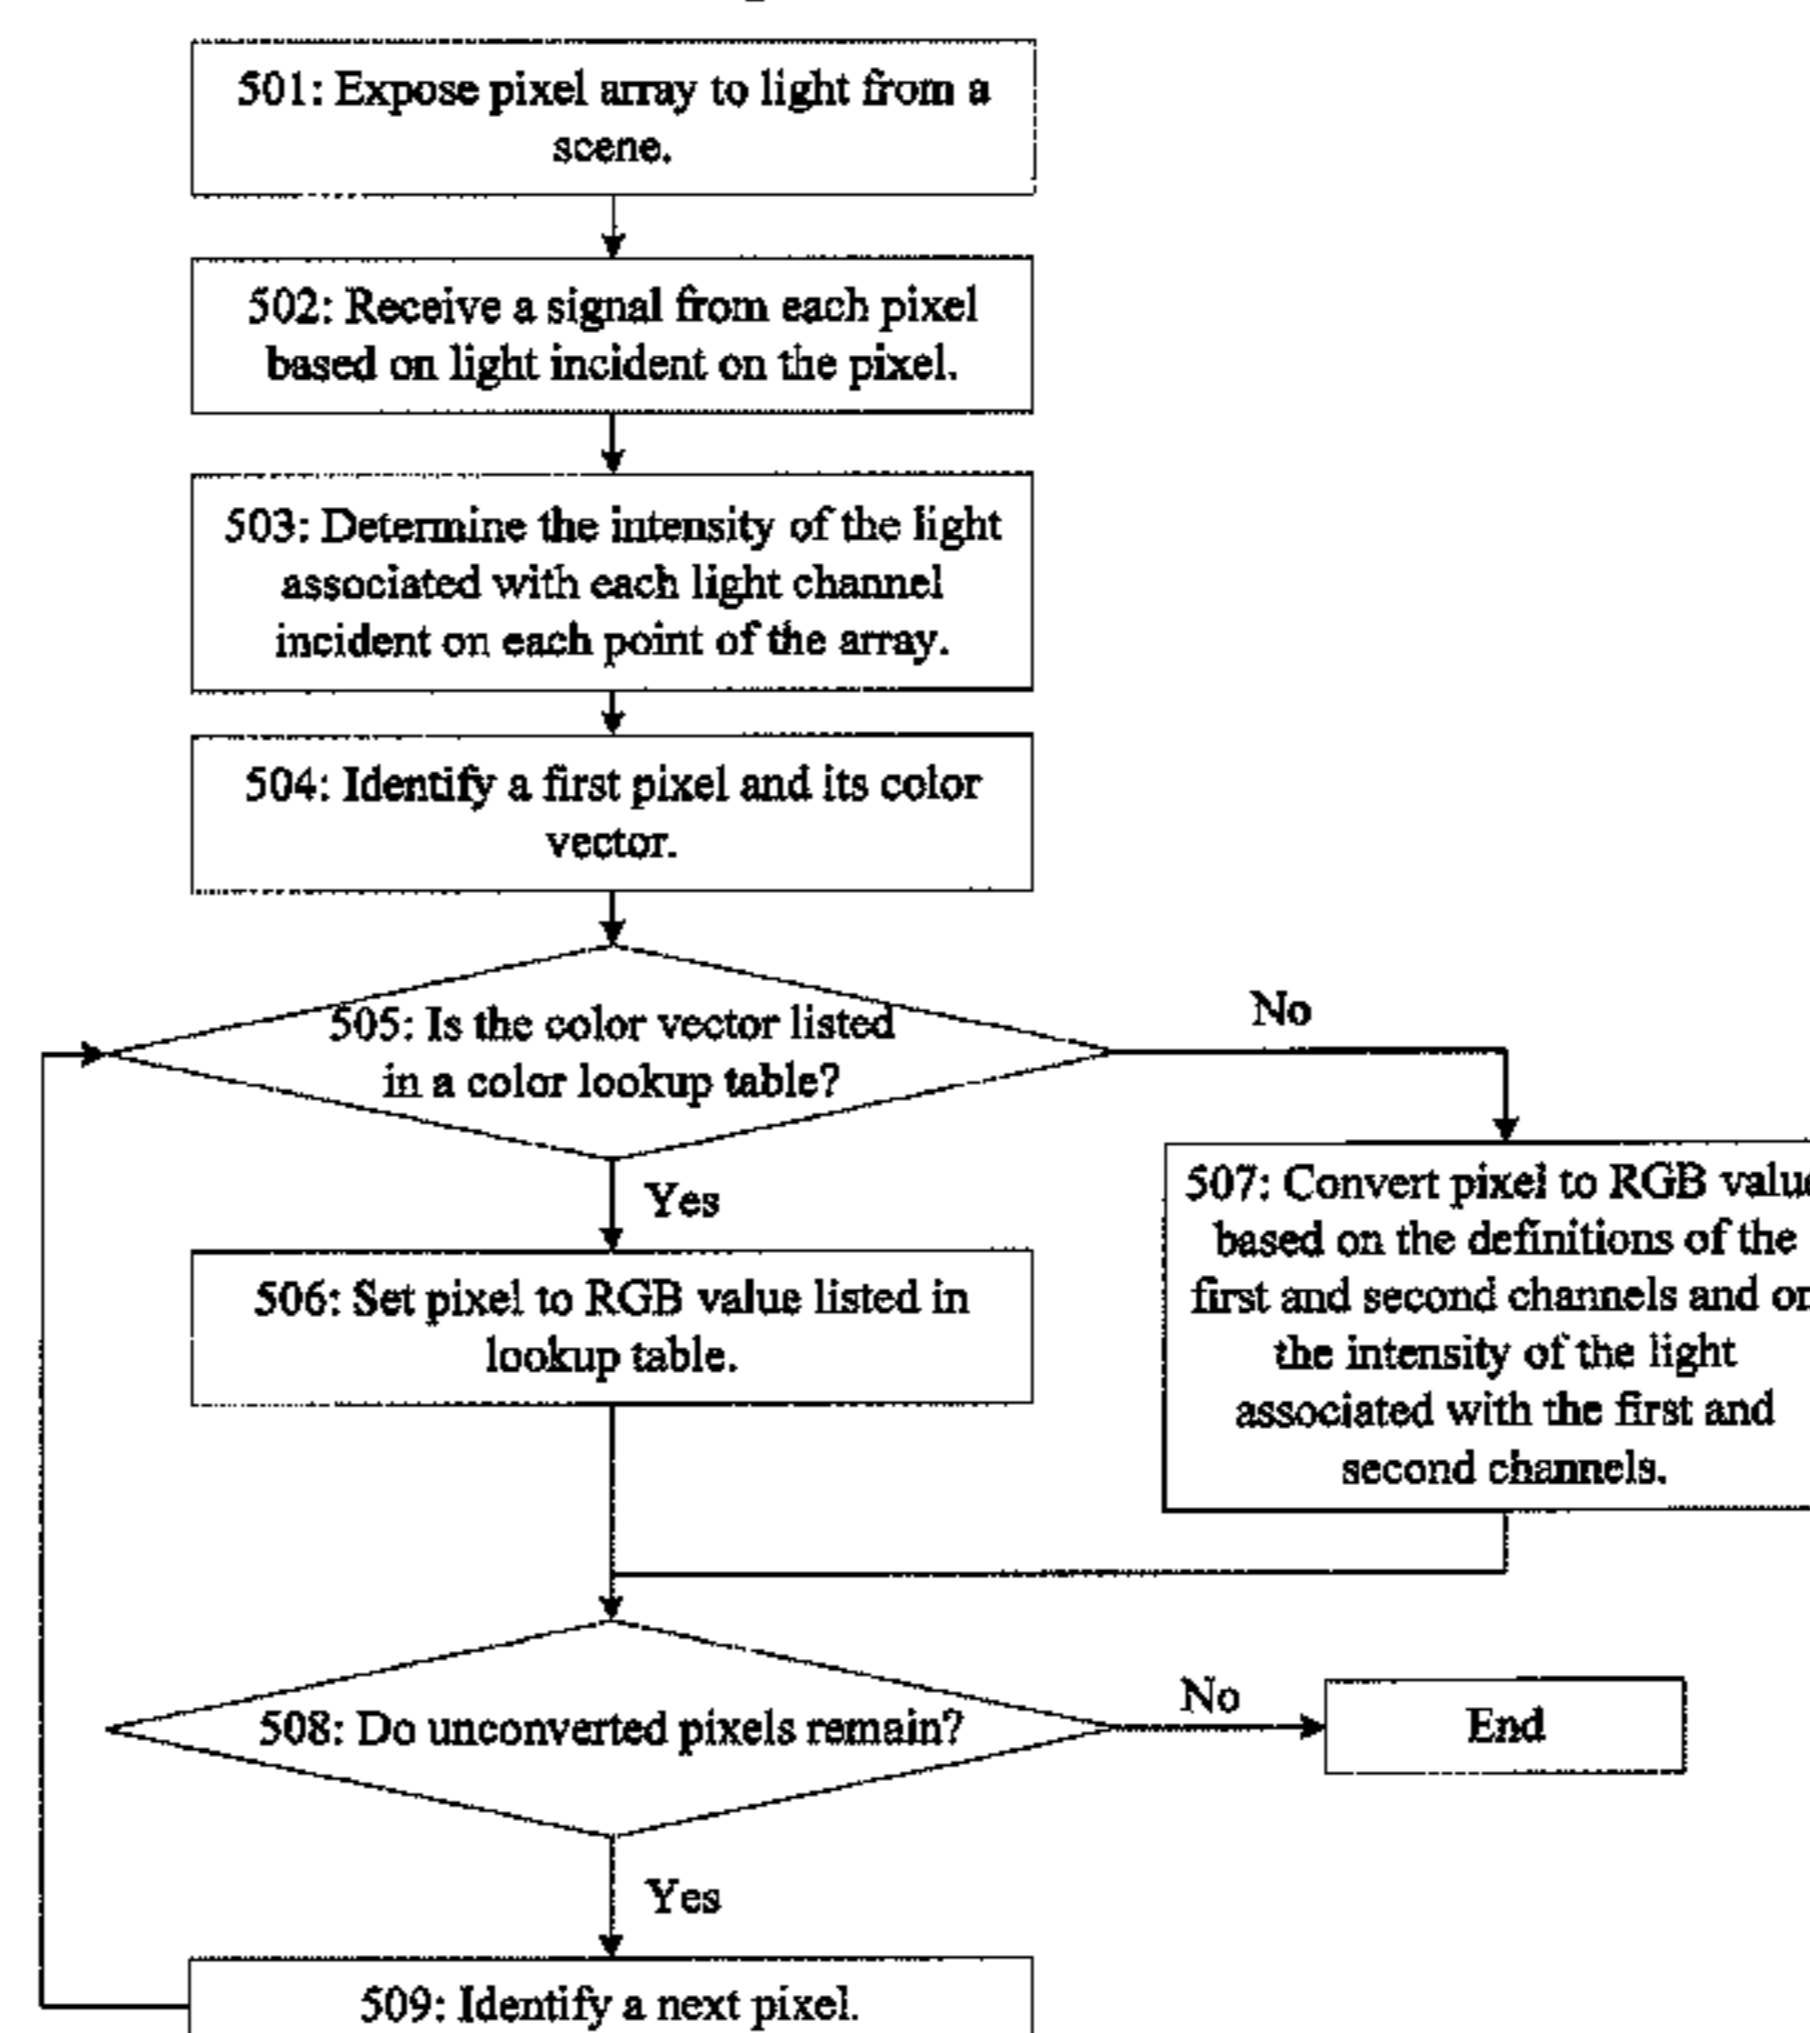 501: Expose pixel array to light from a
scene.
502: Receive a signal from each pixel
based on light incident on the pixel.
503: Determine the intensity of the light
associated with each light channel
incident on each point of the array.
504: Identify a first pixel and its color
vector.
505: Is the color vector listed
in a color lookup table?
No
Yes
507: Convert pixel to RGB value
based on the definitions of the
first and second channels and on
the intensity of the light
associated with the first and
second channels.
506: Set pixel to RGB value listed in
lookup table.
508: Do unconverted pixels remain?
No
End
Yes
509: Identify a next pixel.